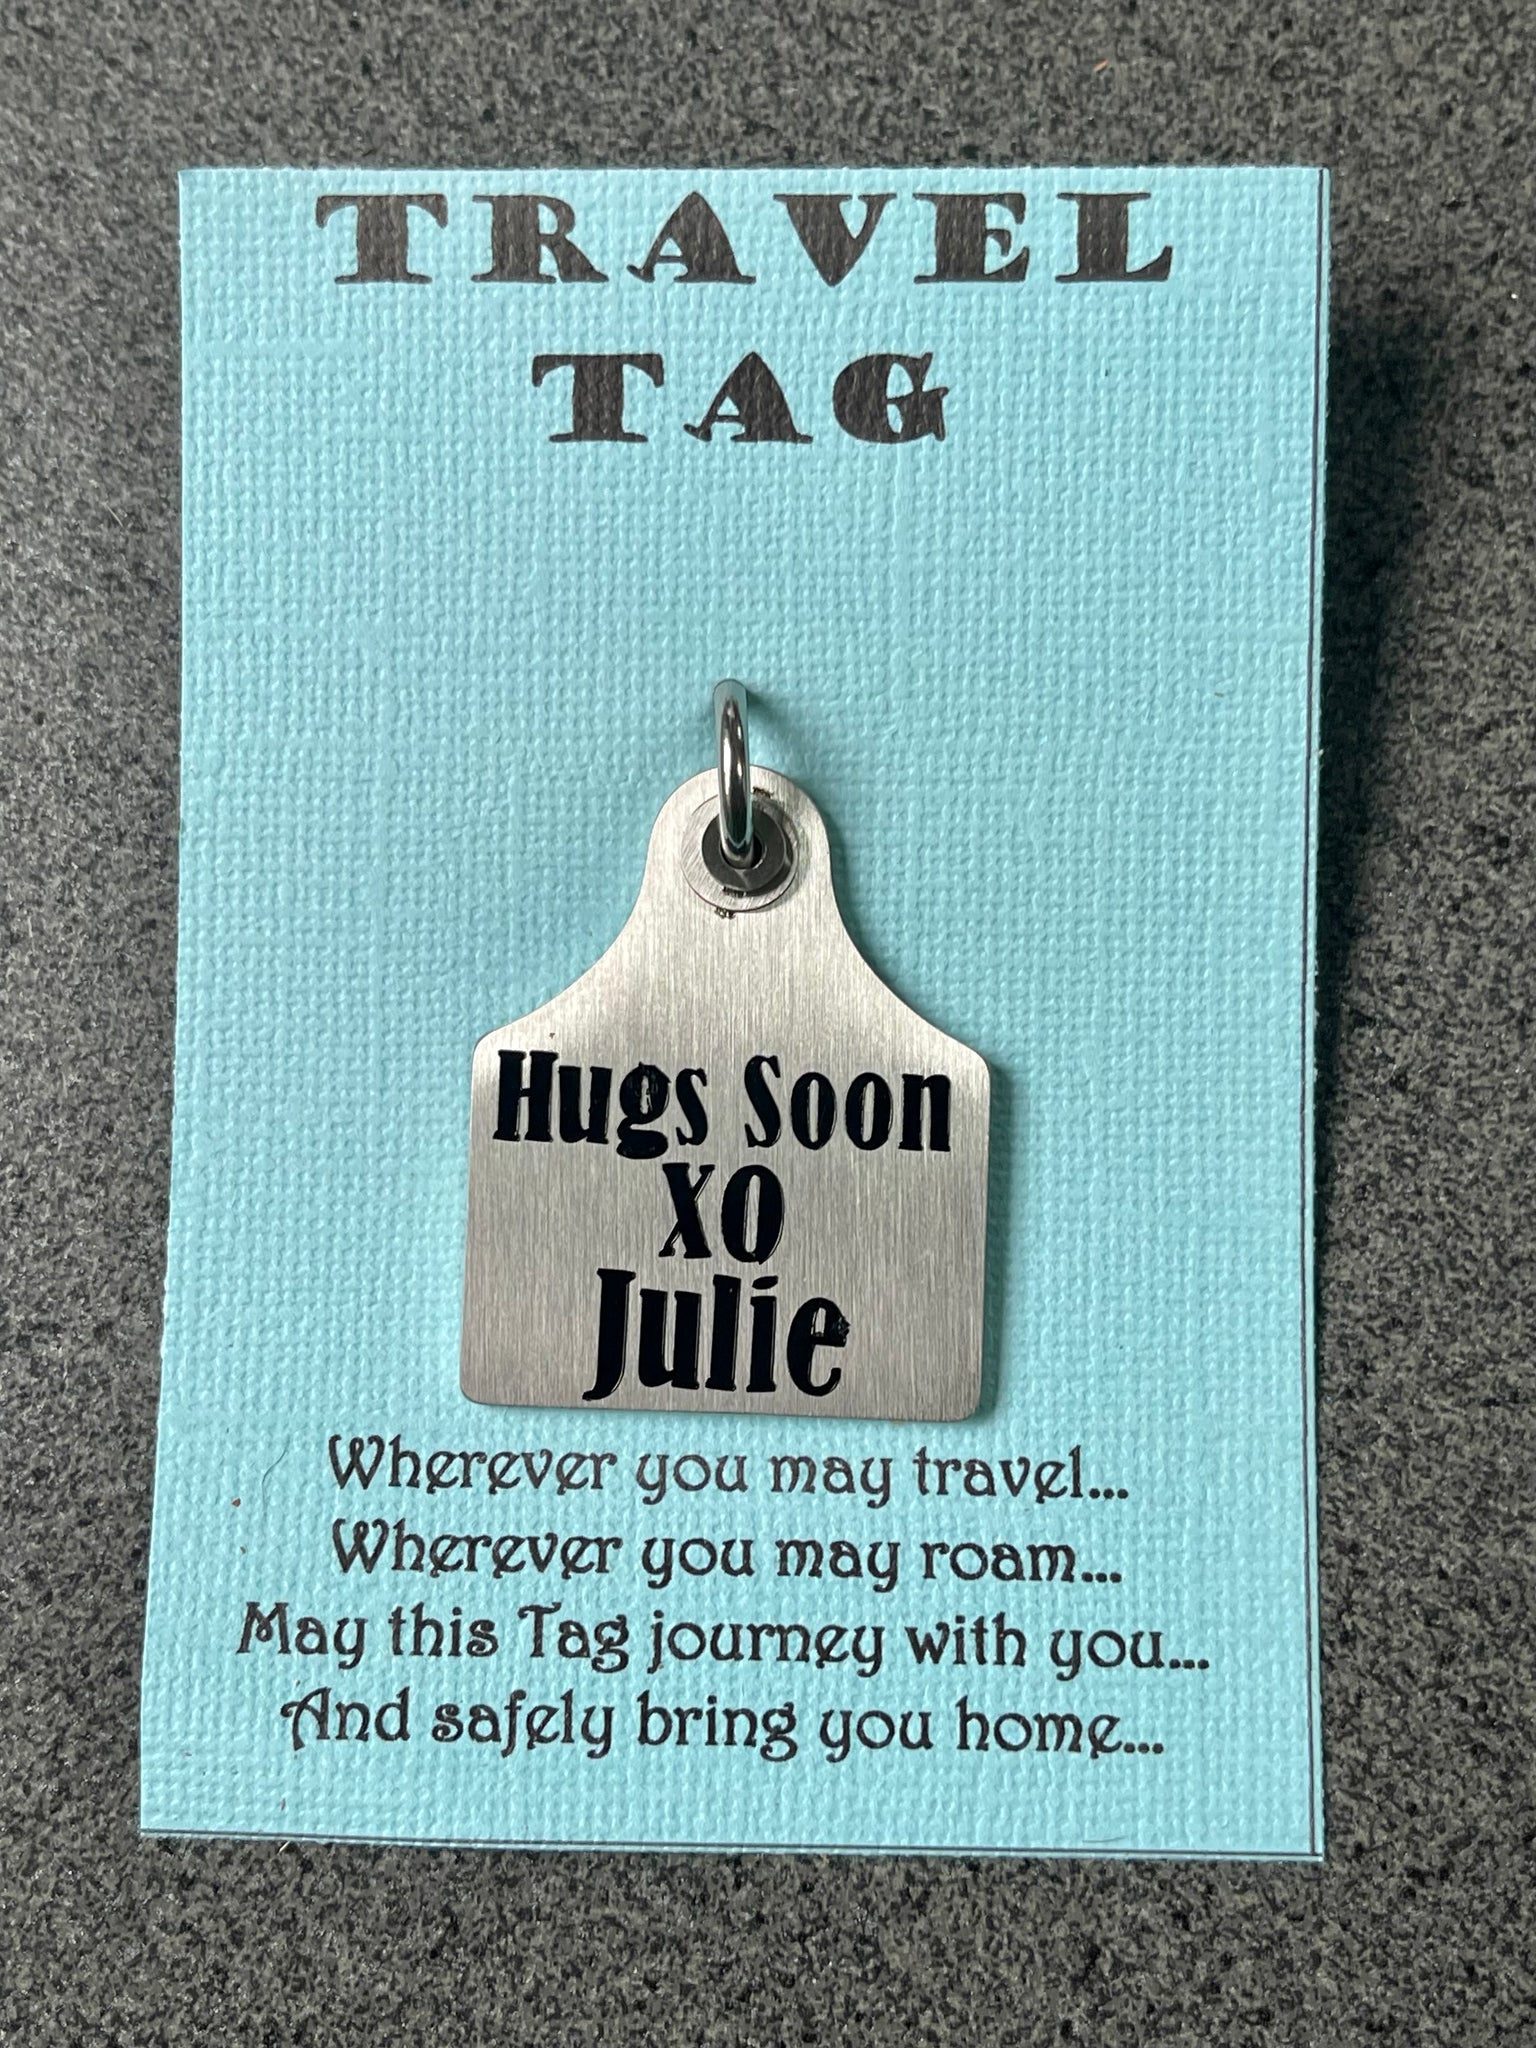 TRAVEL
TAG
Hugs Soon
XO
Julie
Wherever you may travel...
Wherever you may roam...
May this Tag journey with you...
And safely bring you home...